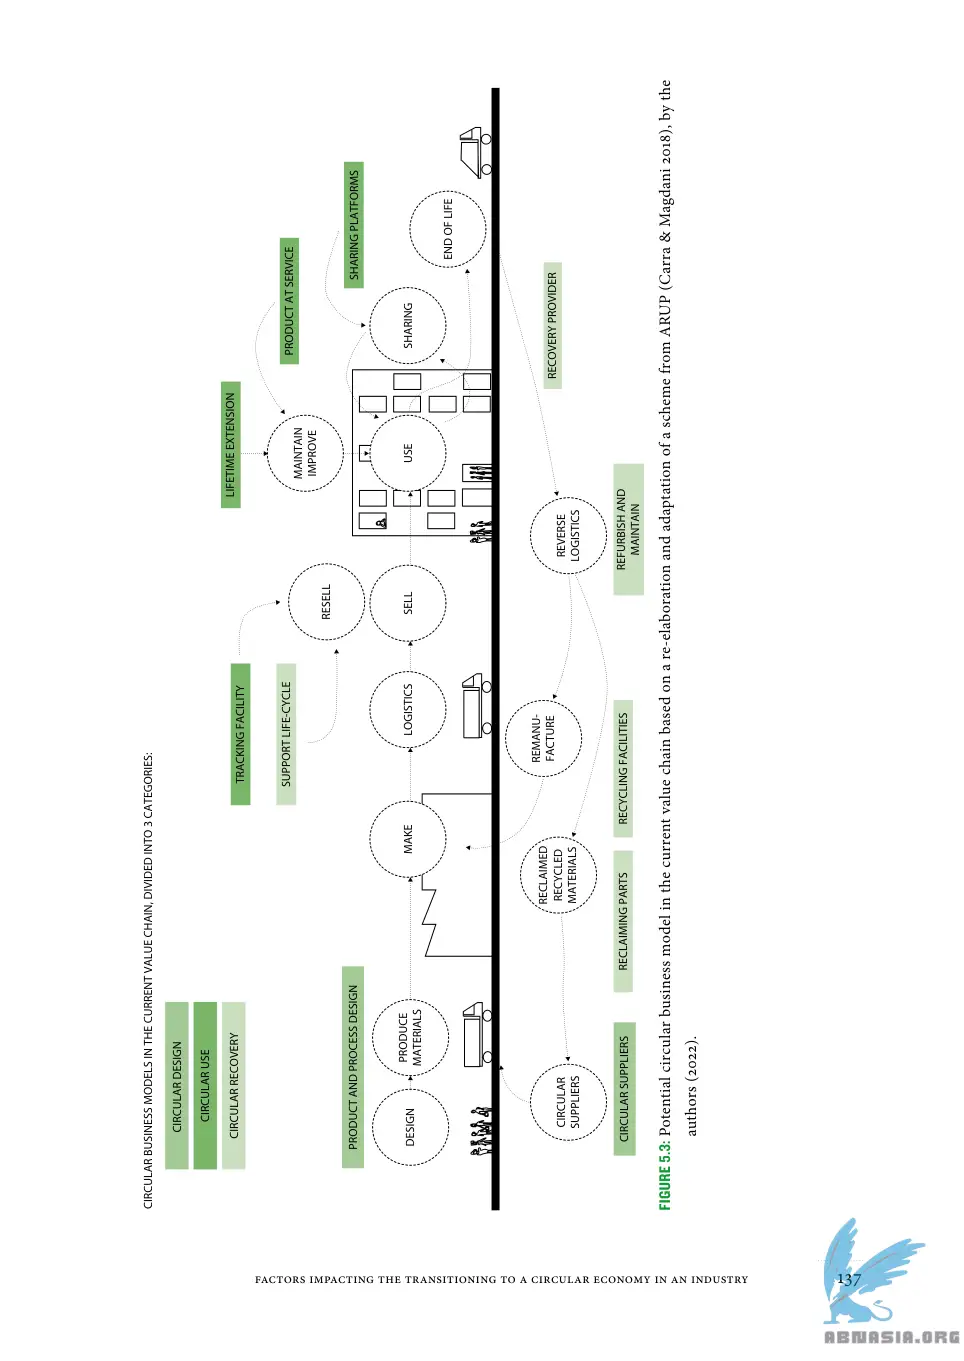 CIRCULAR BUSINESS MODELS IN THE CURRENT VALUE CHAIN, DIVIDED INTO 3 CATEGORIES:
CIRCULAR DESIGN
CIRCULAR USE
CIRCULAR RECOVERY
TRACKING FACILITY
SUPPORT LIFE-CYCLE
LIFETIME EXTENSION
PRODUCT AT SERVICE
SHARING PLATFORMS
RESELL
MAINTAIN
IMPROVE
PRODUCT AND PROCESS DESIGN
DESIGN
PRODUCE
MATERIALS
MAKE
LOGISTICS
SELL
USE
SHARING
END OF LIFE
CIRCULAR
SUPPLIERS
RECLAIMED
RECYCLED
MATERIALS
REMANU-
FACTURE
REVERSE
LOGISTICS
RECOVERY PROVIDER
CIRCULAR SUPPLIERS
RECLAIMING PARTS
RECYCLING FACILITIES
REFURBISH AND
MAINTAIN
FIGURE 5.3: Potential circular business model in the current value chain based on a re-elaboration and adaptation of a scheme from ARUP (Carra & Magdani 2018), by the
authors (2022).
FACTORS IMPACTING THE TRANSITIONING TO A CIRCULAR ECONOMY IN AN INDUSTRY
137
ABNASIA.ORG